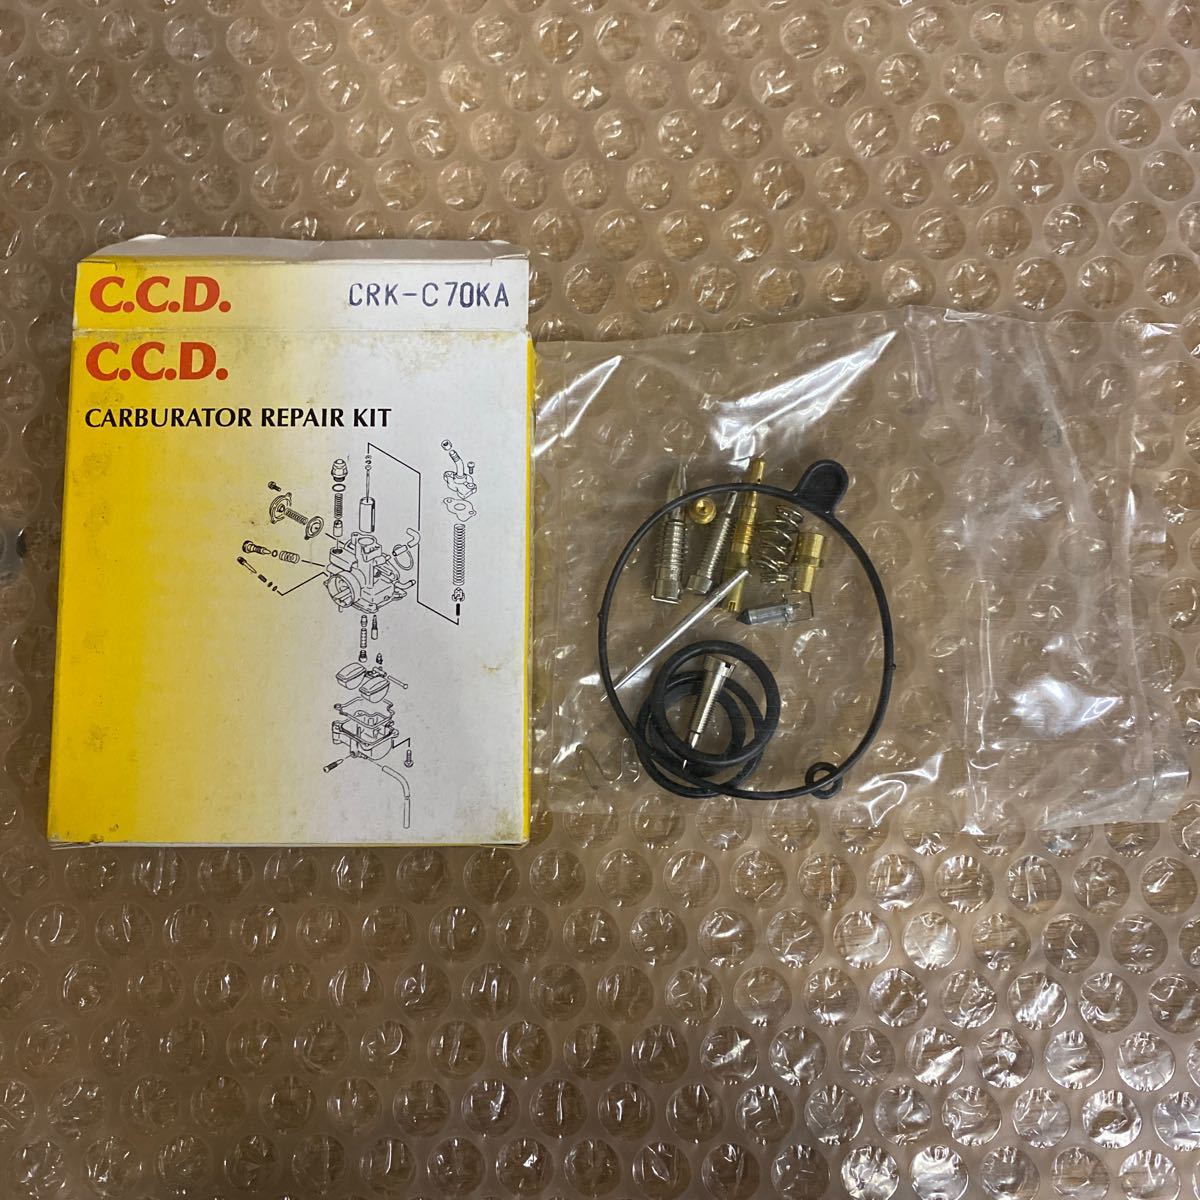 C.C.D. CRK-C70KA
C.C.D.
CARBURATOR REPAIR KIT